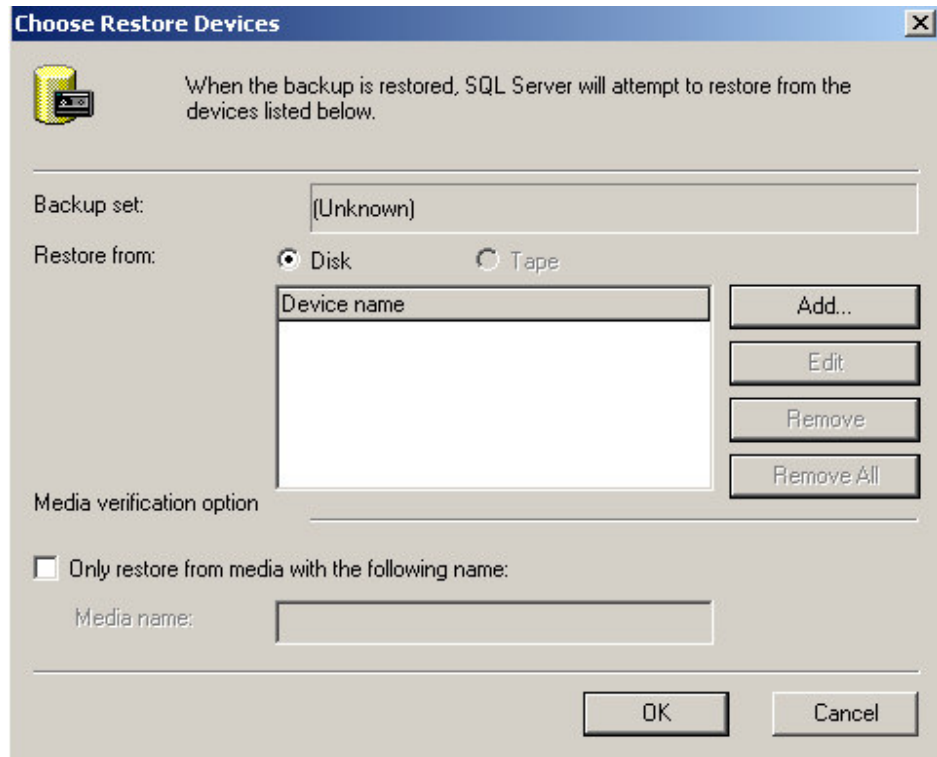 Choose Restore Devices
When the backup is restored, SQL Server will attempt to restore from the
devices listed below.
Backup set:
(Unknown)
Restore from:
Disk
Tape
Device name
Add...
Edit
Remove
Remove All
Media verification option
Only restore from media with the following name:
Media name:
OK
Cancel